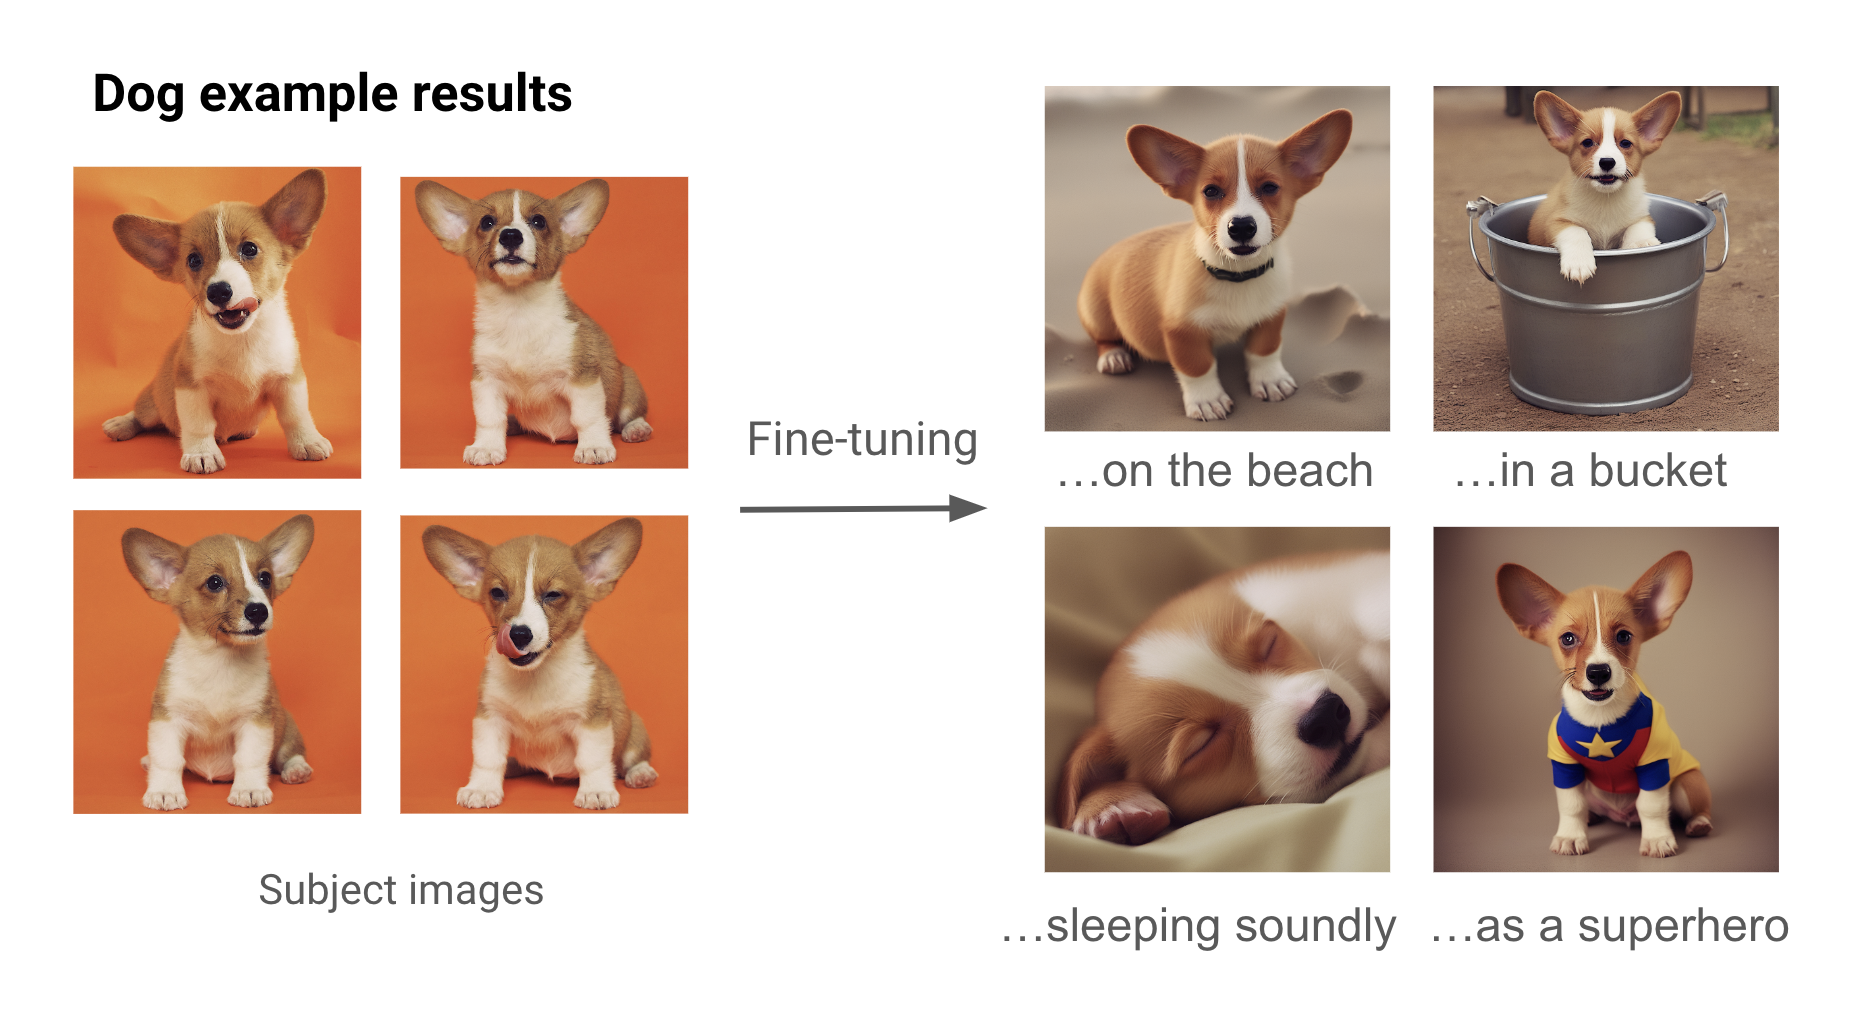 Dog example results
Subject images
Fine-tuning
…on the beach
…in a bucket
…sleeping soundly
…as a superhero